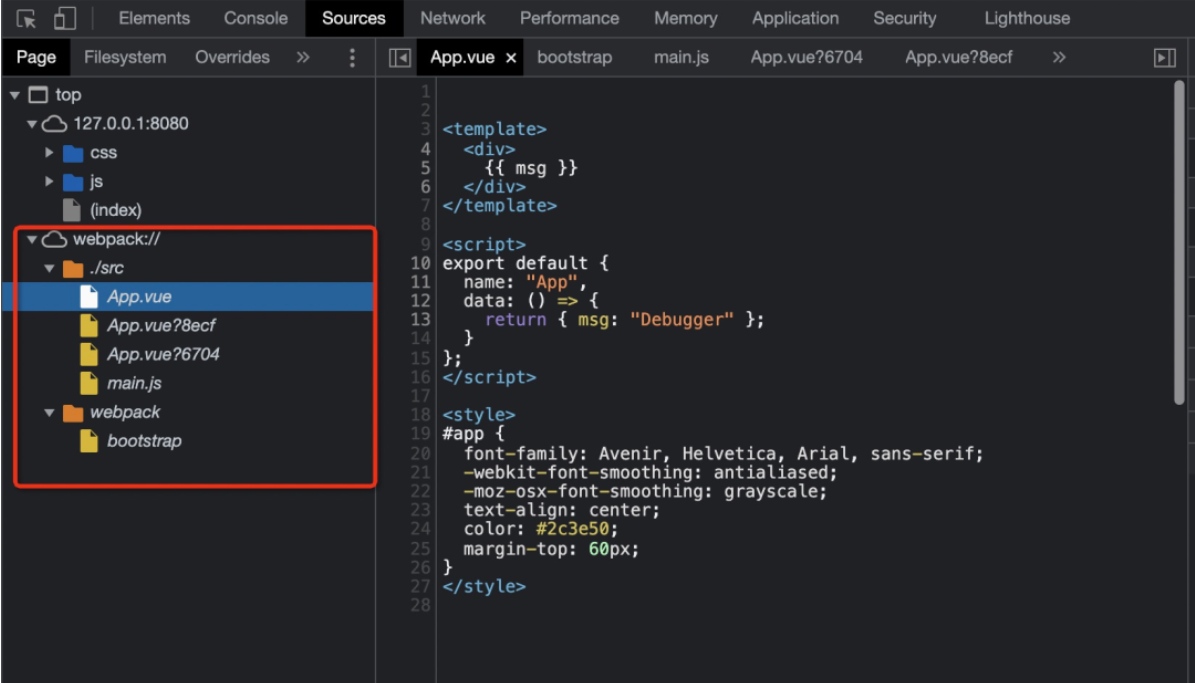 Elements Console Sources Network Performance Memory Application Security Lighthouse
Page Filesystem Overrides » App.vue × bootstrap main.js App.vue?6704 App.vue?8ecf »
top
127.0.0.1:8080
css
js
(index)
webpack://
./src
App.vue
App.vue?8ecf
App.vue?6704
main.js
webpack
bootstrap
1
2
3 <template>
4 <div>
5 {{ msg }}
6 </div>
7 </template>
8
9 <script>
10 export default {
11 name: "App",
12 data: () => {
13 return { msg: "Debugger" };
14 }
15 };
16 </script>
17
18 <style>
19 #app {
20 font-family: Avenir, Helvetica, Arial, sans-serif;
21 -webkit-font-smoothing: antialiased;
22 -moz-osx-font-smoothing: grayscale;
23 text-align: center;
24 color: #2c3e50;
25 margin-top: 60px;
26 }
27 </style>
28